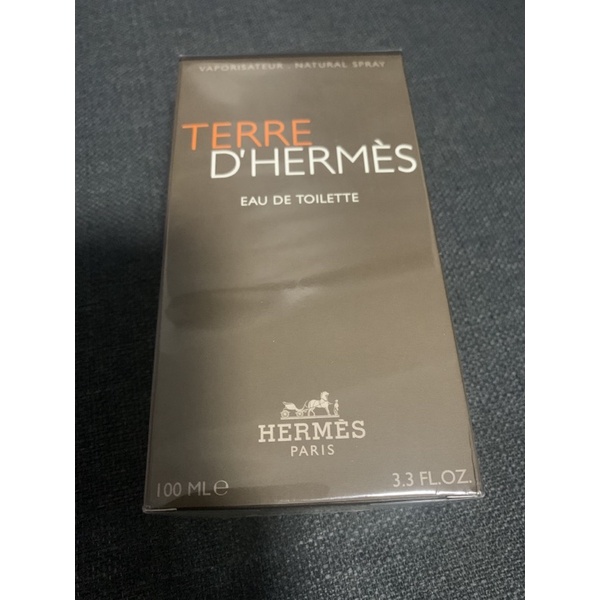 VAPORISATEUR . NATURAL SPRAY
TERRE
D'HERMÈS
EAU DE TOILETTE
HERMÈS
PARIS
100 ML ℮ 3.3 FL.OZ.